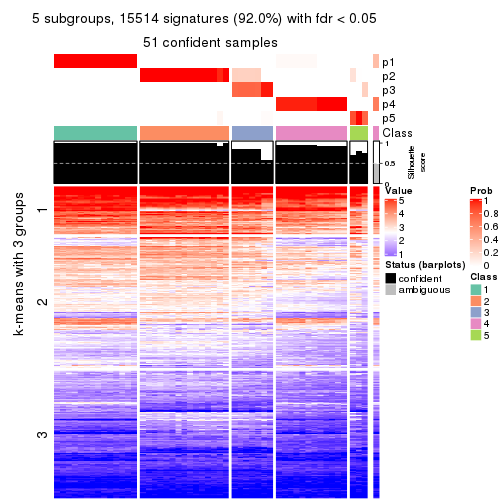 5 subgroups, 15514 signatures (92.0%) with fdr < 0.05
51 confident samples
p1
p2
p3
p4
p5
Class
1
0.5
0
Silhouette
score
k-means with 3 groups
1
2
3
Value
5
4
3
2
1
Status (barplots)
confident
ambiguous
Prob
1
0.8
0.6
0.4
0.2
0
Class
1
2
3
4
5